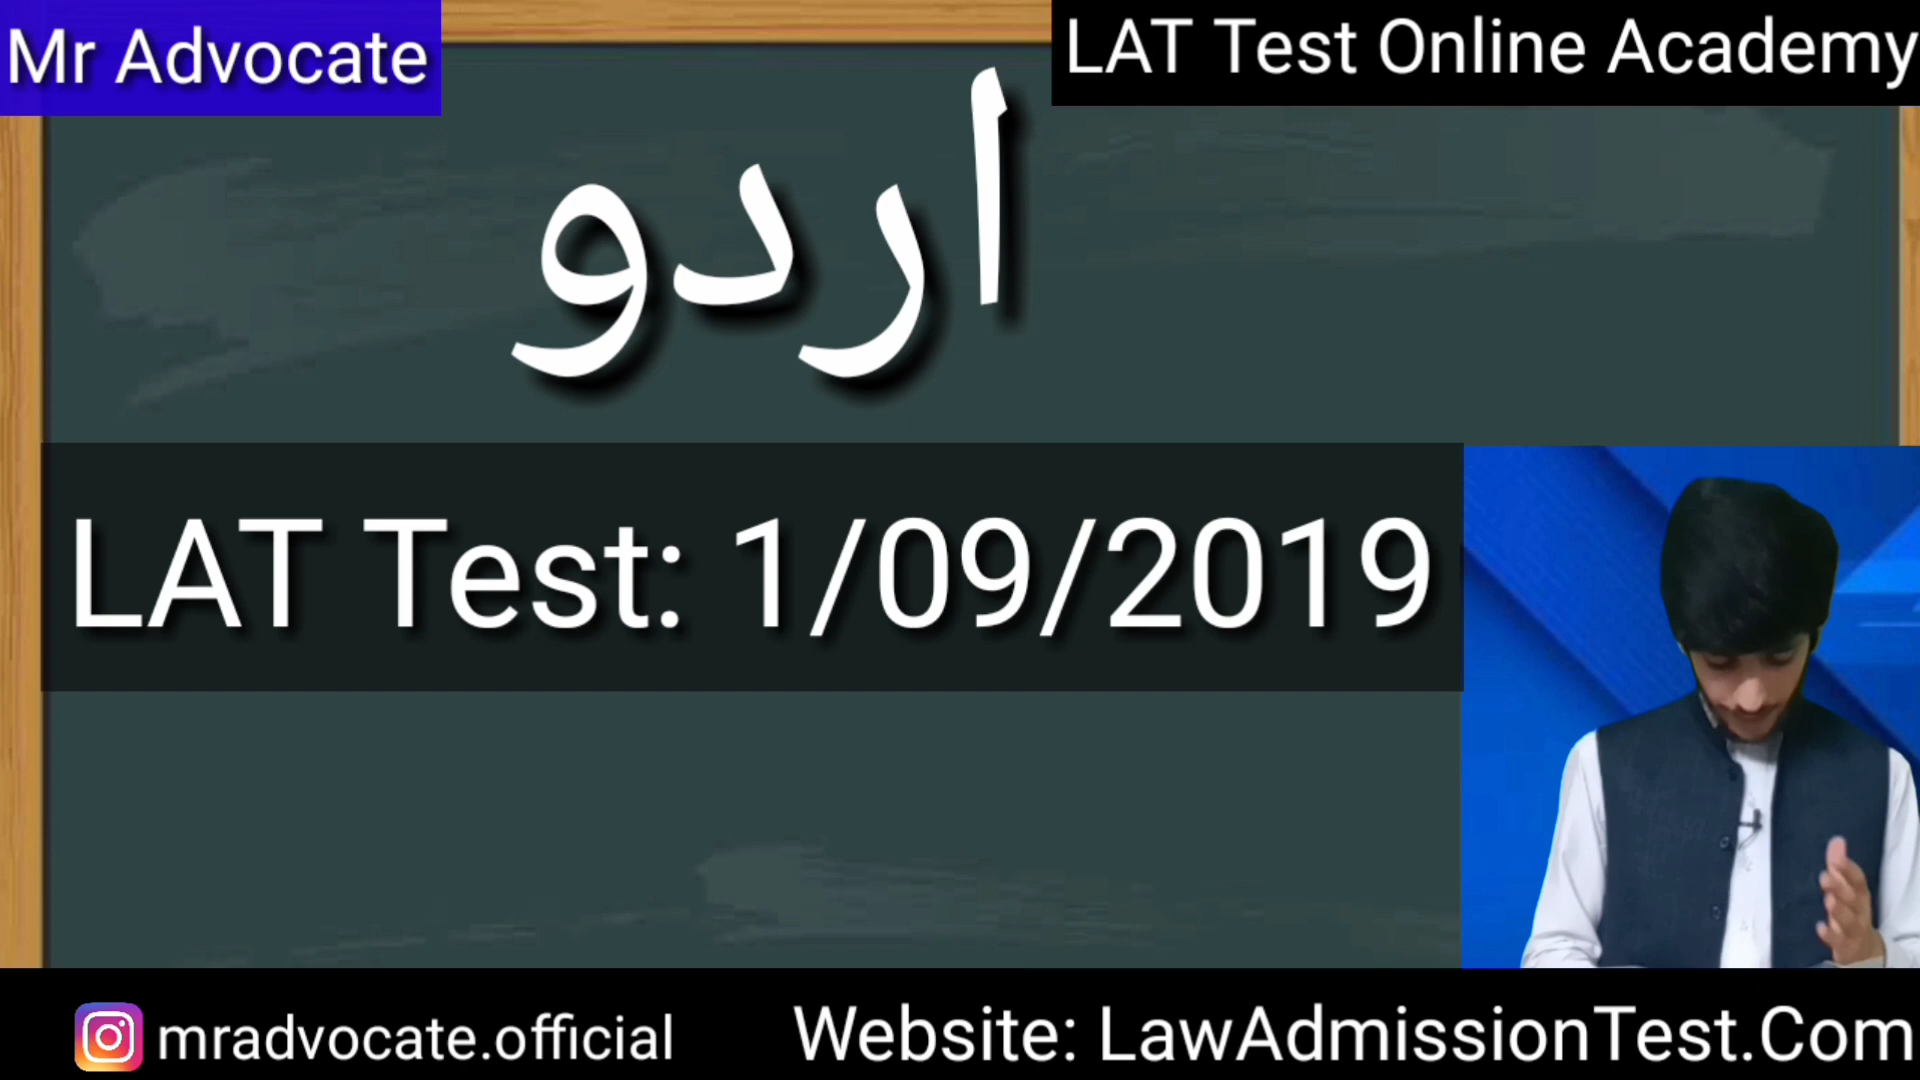 Mr Advocate
LAT Test Online Academy
اردو
LAT Test: 1/09/2019
mradvocate.official
Website: LawAdmissionTest.Com